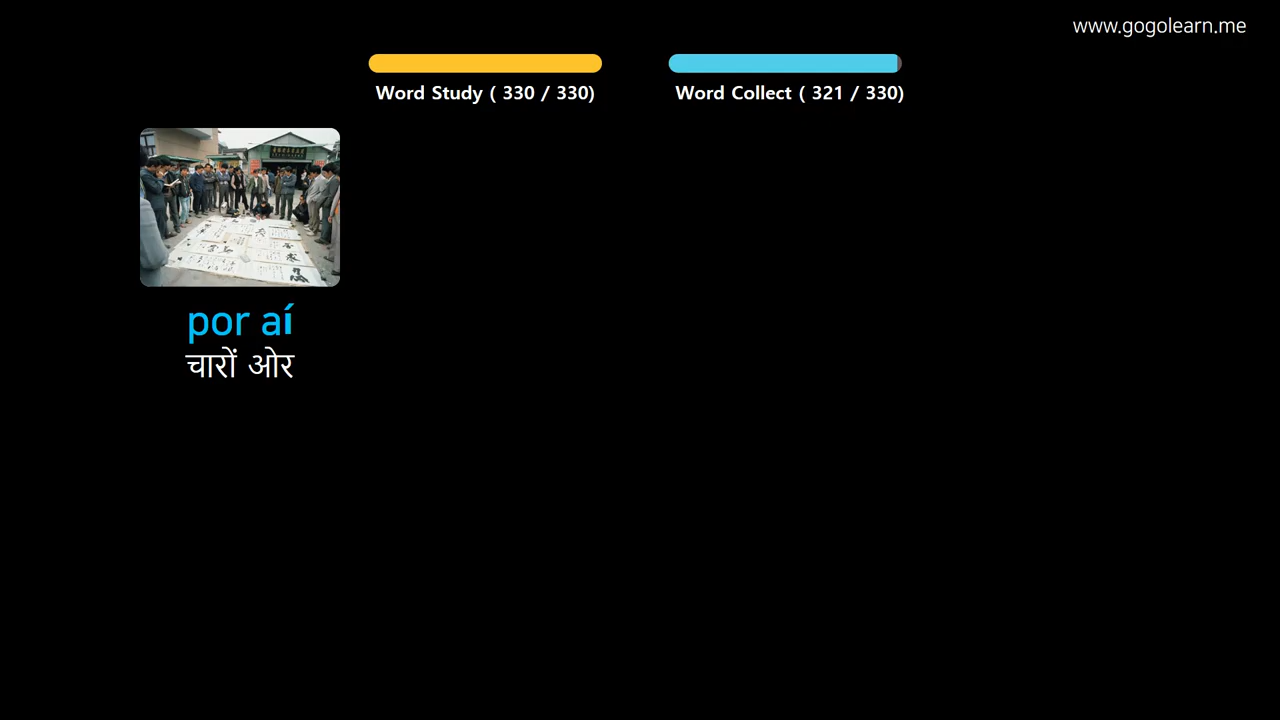 www.gogolearn.me
Word Study ( 330 / 330)
Word Collect ( 321 / 330)
por aí
चारों ओर